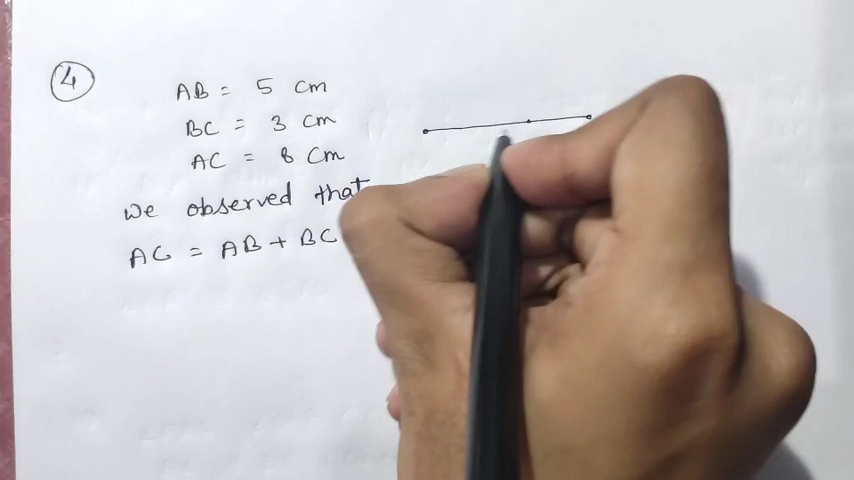 4
AB = 5 cm
BC = 3 cm
AC = 8 cm
we observed that
AC = AB + BC